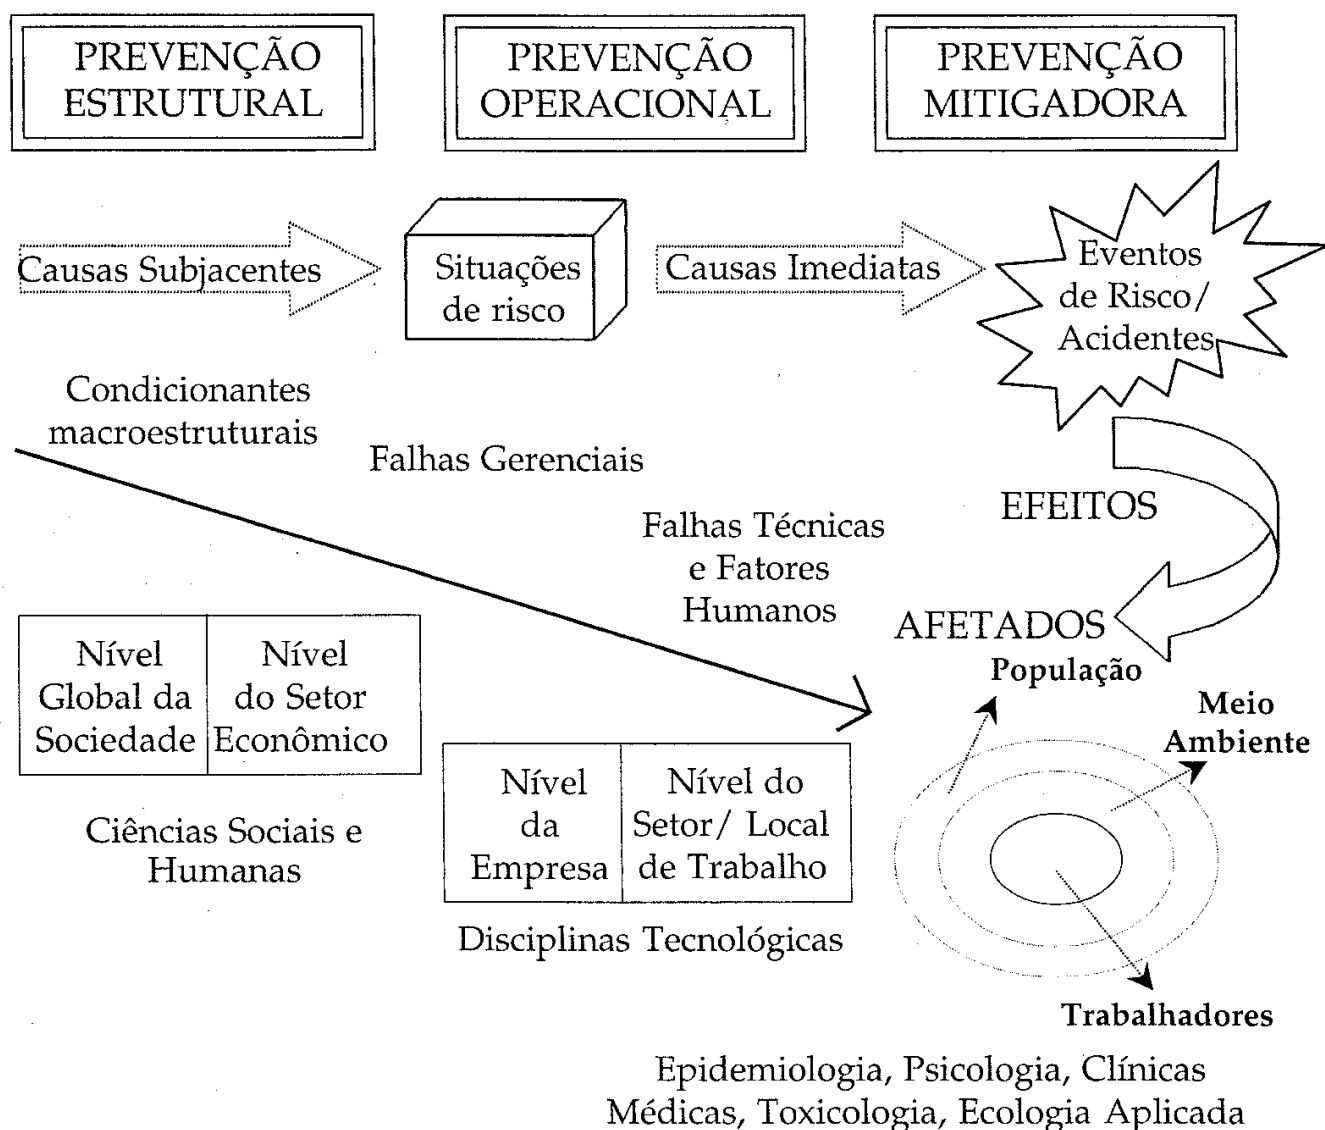 PREVENÇÃO
ESTRUTURAL
PREVENÇÃO
OPERACIONAL
PREVENÇÃO
MITIGADORA
Causas Subjacentes
Situações
de risco
Causas Imediatas
Eventos
de Risco/
Acidentes
Condicionantes
macroestruturais
Falhas Gerenciais
Falhas Técnicas
e Fatores
Humanos
EFEITOS
AFETADOS
População
Meio
Ambiente
Trabalhadores
Nível
Global da
Sociedade
Nível
do Setor
Econômico
Ciências Sociais e
Humanas
Nível
da
Empresa
Nível do
Setor/ Local
de Trabalho
Disciplinas Tecnológicas
Epidemiologia, Psicologia, Clínicas
Médicas, Toxicologia, Ecologia Aplicada